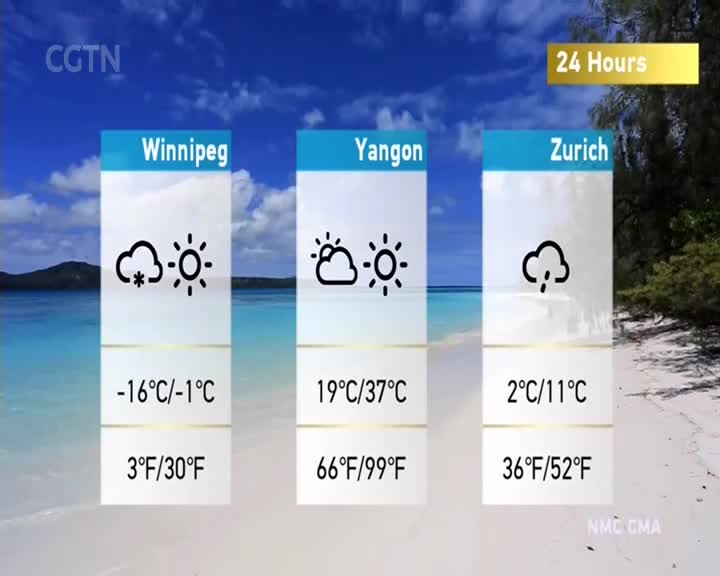 CGTN
24 Hours
Winnipeg
-16°C/-1°C
3°F/30°F
Yangon
19°C/37°C
66°F/99°F
Zurich
2°C/11°C
36°F/52°F
NMC CMA